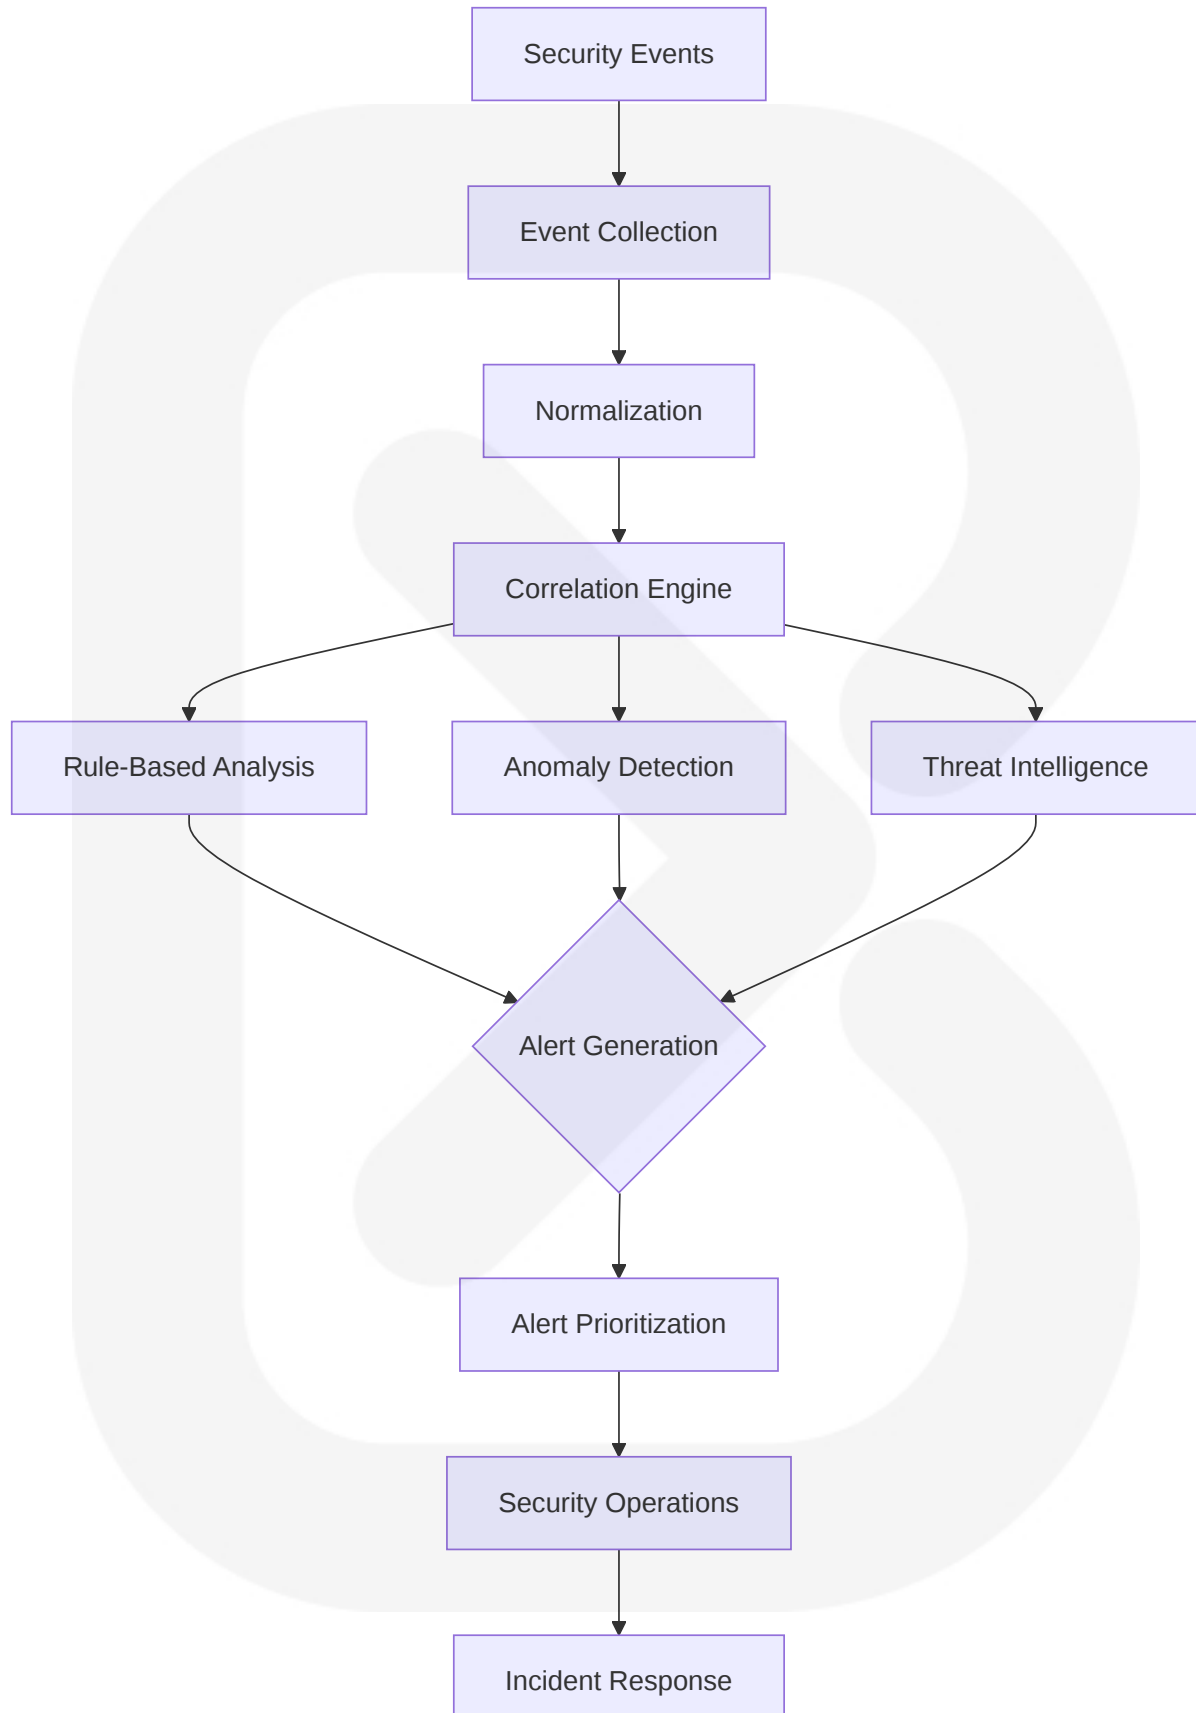 Security Events
Event Collection
Normalization
Correlation Engine
Rule-Based Analysis
Anomaly Detection
Threat Intelligence
Alert Generation
Alert Prioritization
Security Operations
Incident Response